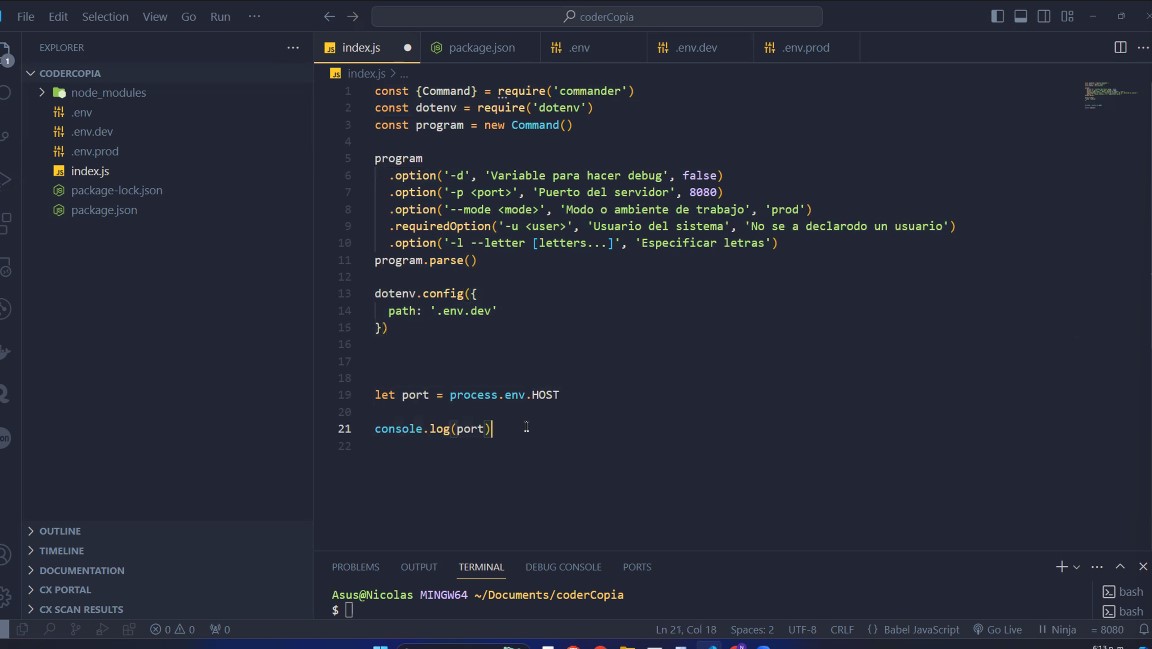 File Edit Selection View Go Run ··· coderCopia
EXPLORER ···
index.js package.json .env .env.dev .env.prod ···
CODERCOPIA
node_modules
.env
.env.dev
.env.prod
index.js
package-lock.json
package.json
OUTLINE
TIMELINE
DOCUMENTATION
CX PORTAL
CX SCAN RESULTS
1
index.js > ...
1 const {Command} = require('commander')
2 const dotenv = require('dotenv')
3 const program = new Command()
4
5 program
6 .option('-d', 'Variable para hacer debug', false)
7 .option('-p <port>', 'Puerto del servidor', 8080)
8 .option('--mode <mode>', 'Modo o ambiente de trabajo', 'prod')
9 .requiredOption('-u <user>', 'Usuario del sistema', 'No se a declarodo un usuario')
10 .option('-l --letter [letters...]', 'Especificar letras')
11 program.parse()
12
13 dotenv.config({
14 path: '.env.dev'
15 })
16
17
18
19 let port = process.env.HOST
20
21 console.log(port)
22
PROBLEMS OUTPUT TERMINAL DEBUG CONSOLE PORTS ···
Asus@Nicolas MINGW64 ~/Documents/coderCopia
$
bash
bash
0 0 0 Ln 21, Col 18 Spaces: 2 UTF-8 CRLF {} Babel JavaScript Go Live Ninja = 8080